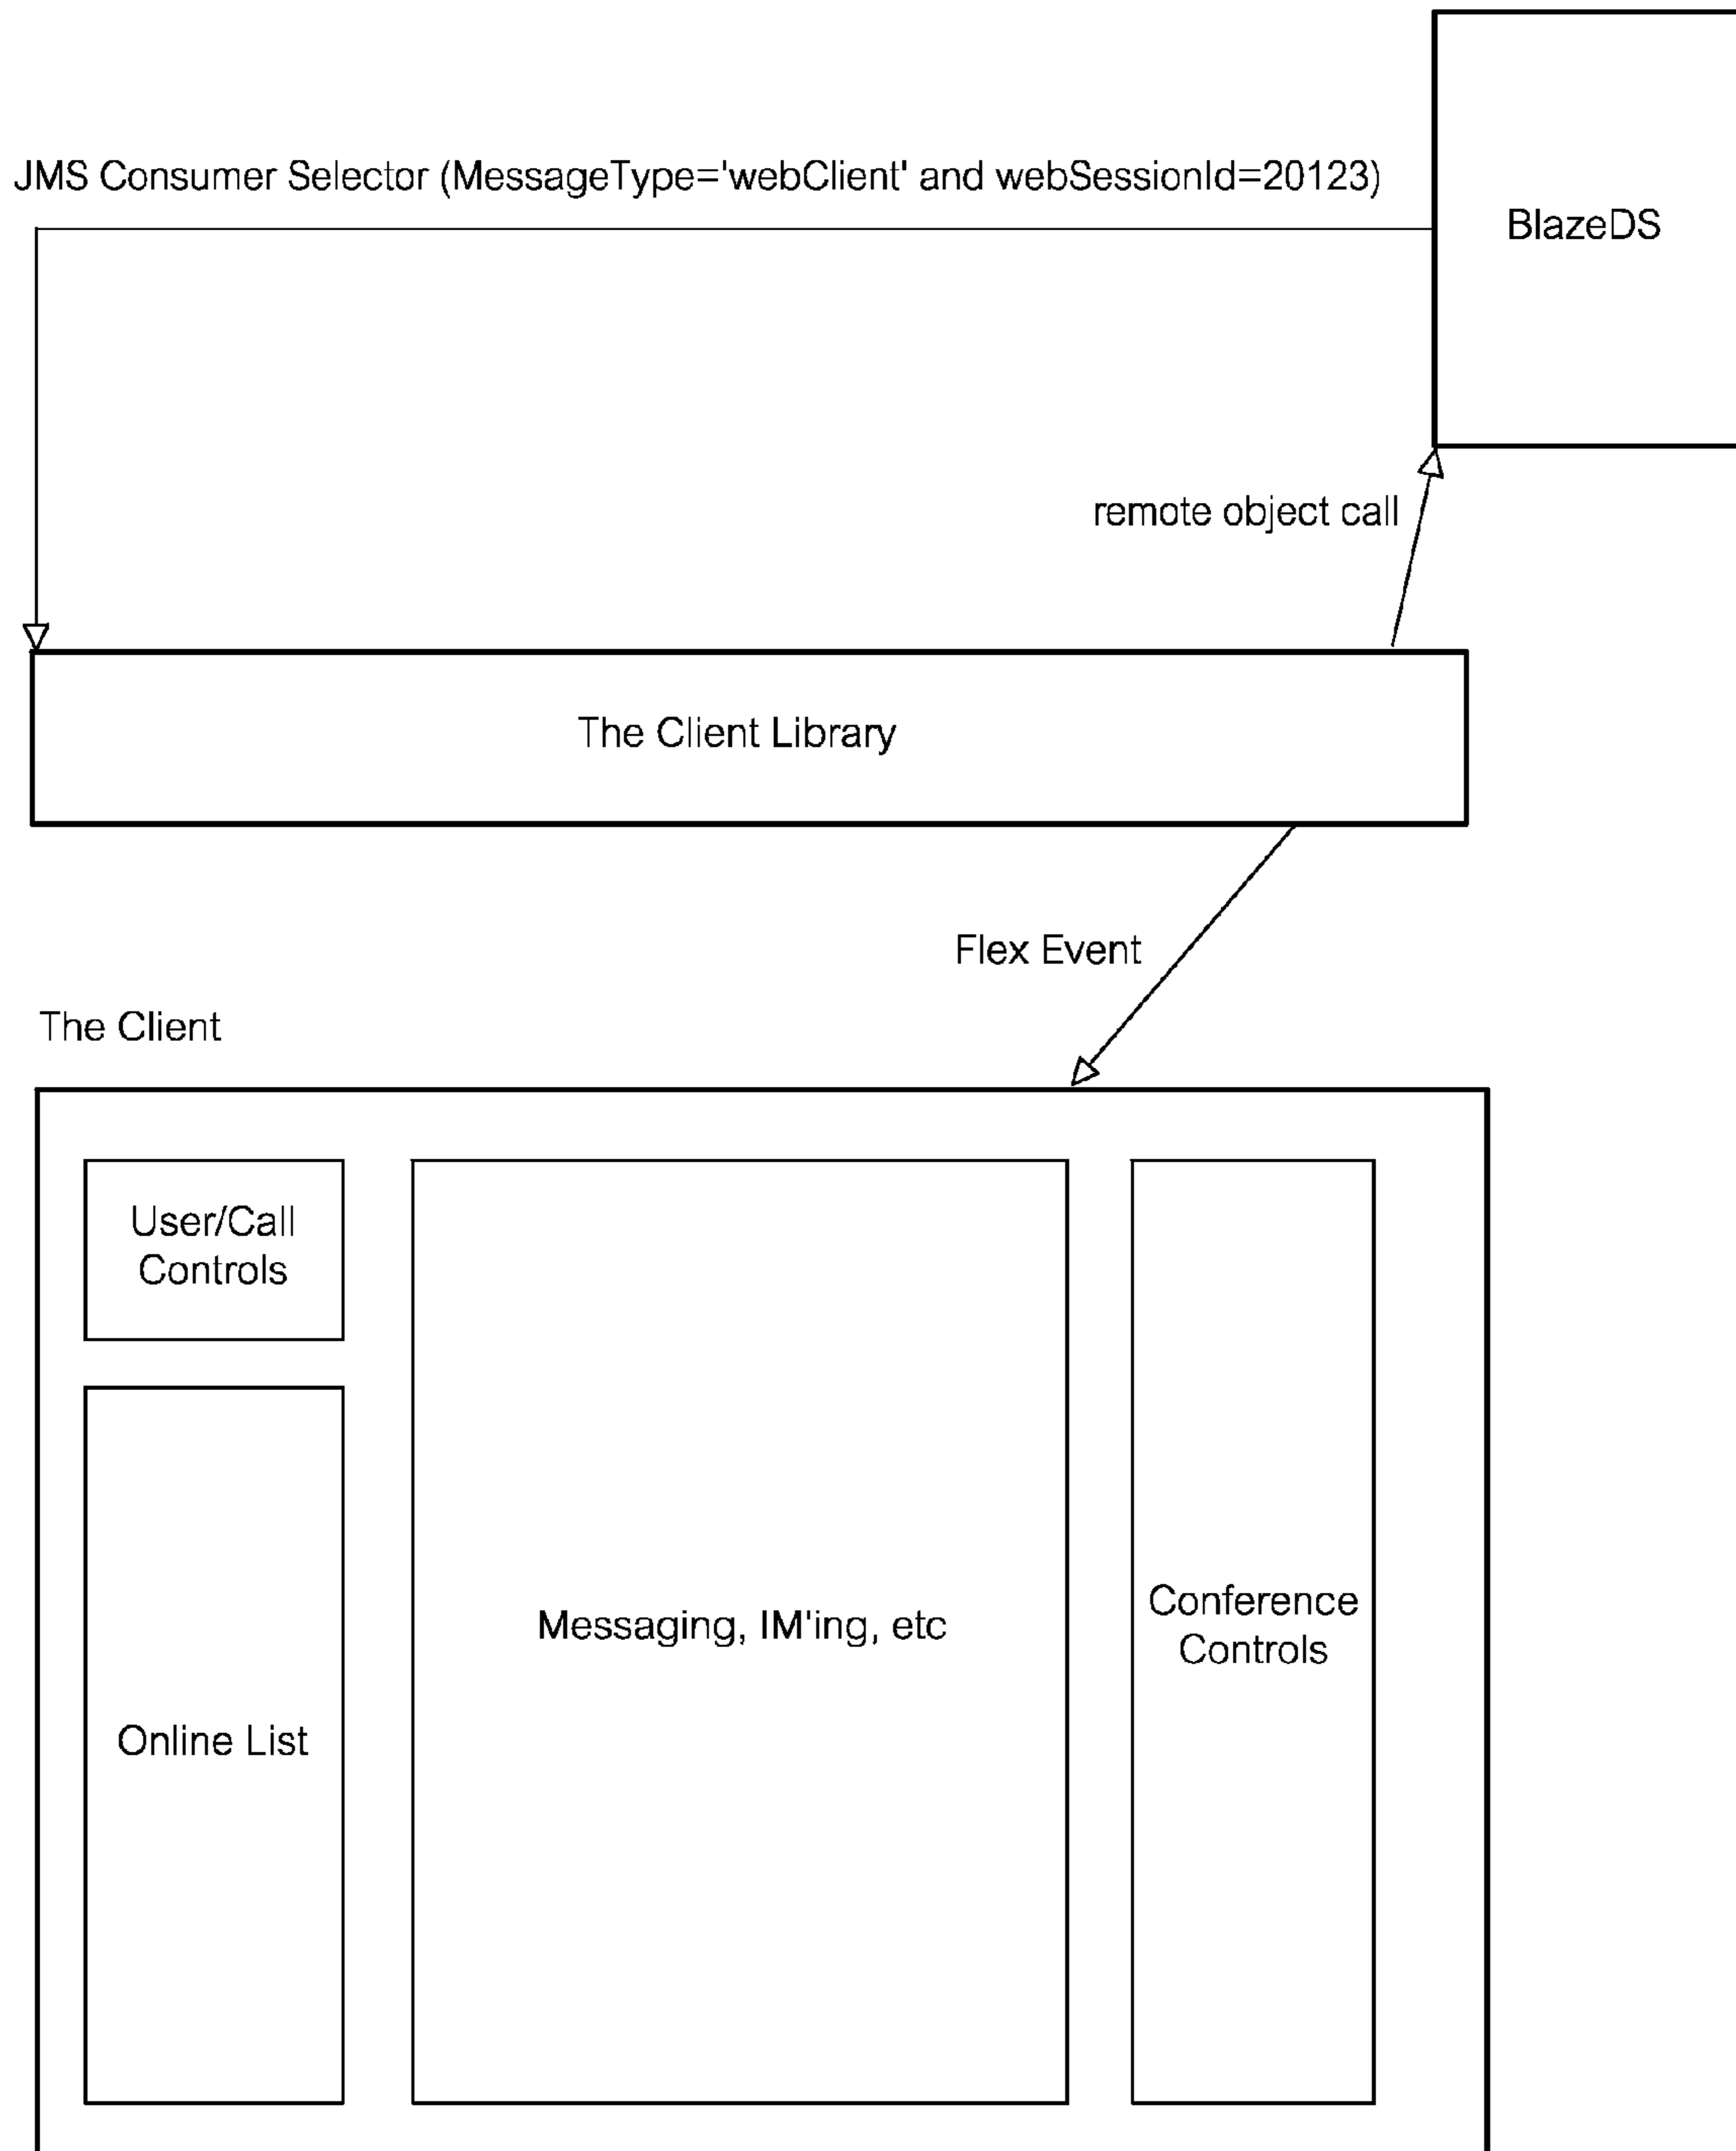 JMS Consumer Selector (MessageType='webClient' and webSessionId=20123)
BlazeDS
remote object call
The Client Library
Flex Event
The Client
User/Call
Controls
Messaging, IM'ing, etc
Conference
Controls
Online List